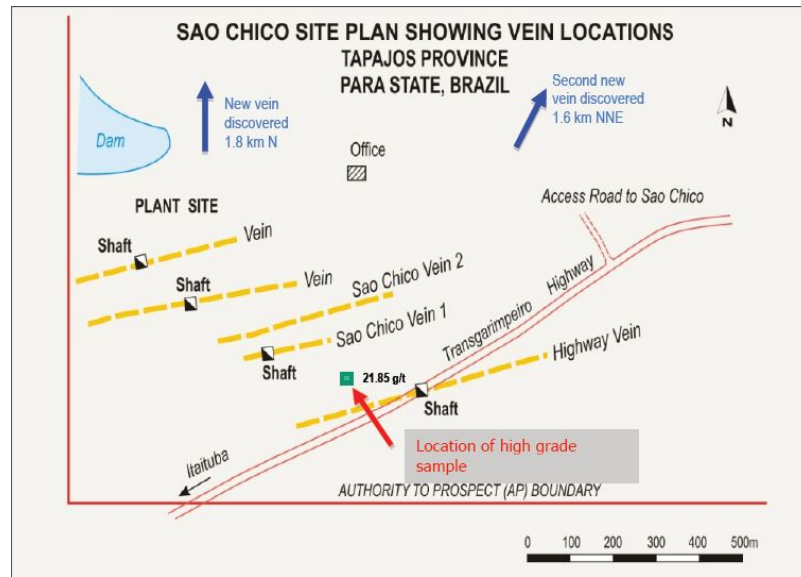 SAO CHICO SITE PLAN SHOWING VEIN LOCATIONS
TAPAJOS PROVINCE
PARA STATE, BRAZIL
New vein
discovered
1.8 km N
Second new
vein discovered
1.6 km NNE
N
Dam
Office
PLANT SITE
Access Road to Sao Chico
Shaft
Vein
Shaft
Vein
Sao Chico Vein 2
Sao Chico Vein 1
Shaft
Transgarimpeiro Highway
Highway Vein
21.85 g/t
Shaft
Location of high grade
sample
Itaituba
AUTHORITY TO PROSPECT (AP) BOUNDARY
0 100 200 300 400 500m